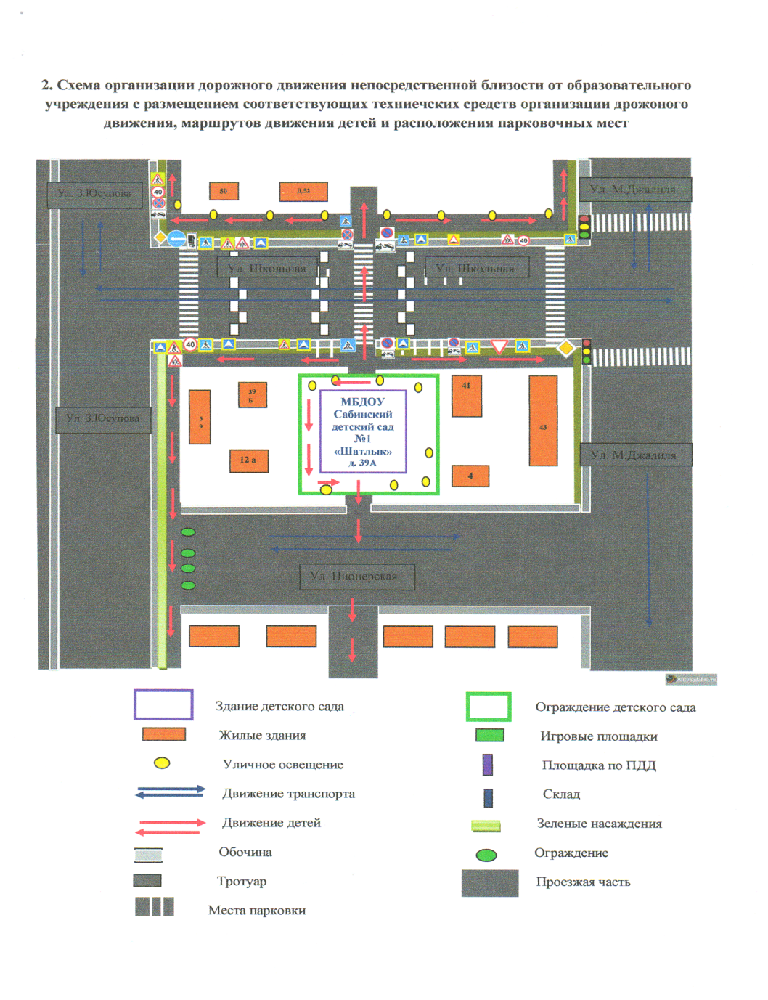 2. Схема организации дорожного движения непосредственной близости от образовательного
учреждения с размещением соответствующих техниечских средств организации дрожоного
движения, маршрутов движения детей и расположения парковочных мест
Ул. З.Юсупова
40
50
Д.52
Ул. М.Джалиля
40
Ул. Школьная
Ул. Школьная
40
39
Б
3
9
12 а
МБДОУ
Сабинский
детский сад
№1
«Шатлык»
д. 39А
41
43
4
Ул. З.Юсупова
Ул. М.Джалиля
Ул. Пионерская
Autokadabra.ru
Здание детского сада
Ограждение детского сада
Жилые здания
Игровые площадки
Уличное освещение
Площадка по ПДД
Движение транспорта
Склад
Движение детей
Зеленые насаждения
Обочина
Ограждение
Тротуар
Проезжая часть
Места парковки